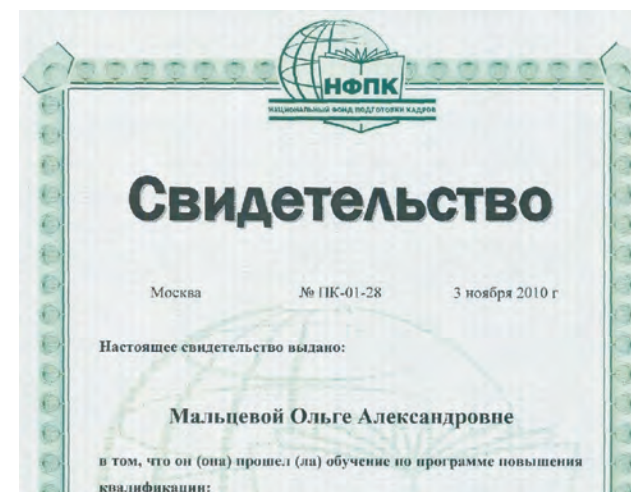 НФПК
НАЦИОНАЛЬНЫЙ ФОНД ПОДГОТОВКИ КАДРОВ
Свидетельство
Москва № ПК-01-28 3 ноября 2010 г
Настоящее свидетельство выдано:
Мальцевой Ольге Александровне
в том, что он (она) прошел (ла) обучение по программе повышения
квалификации: